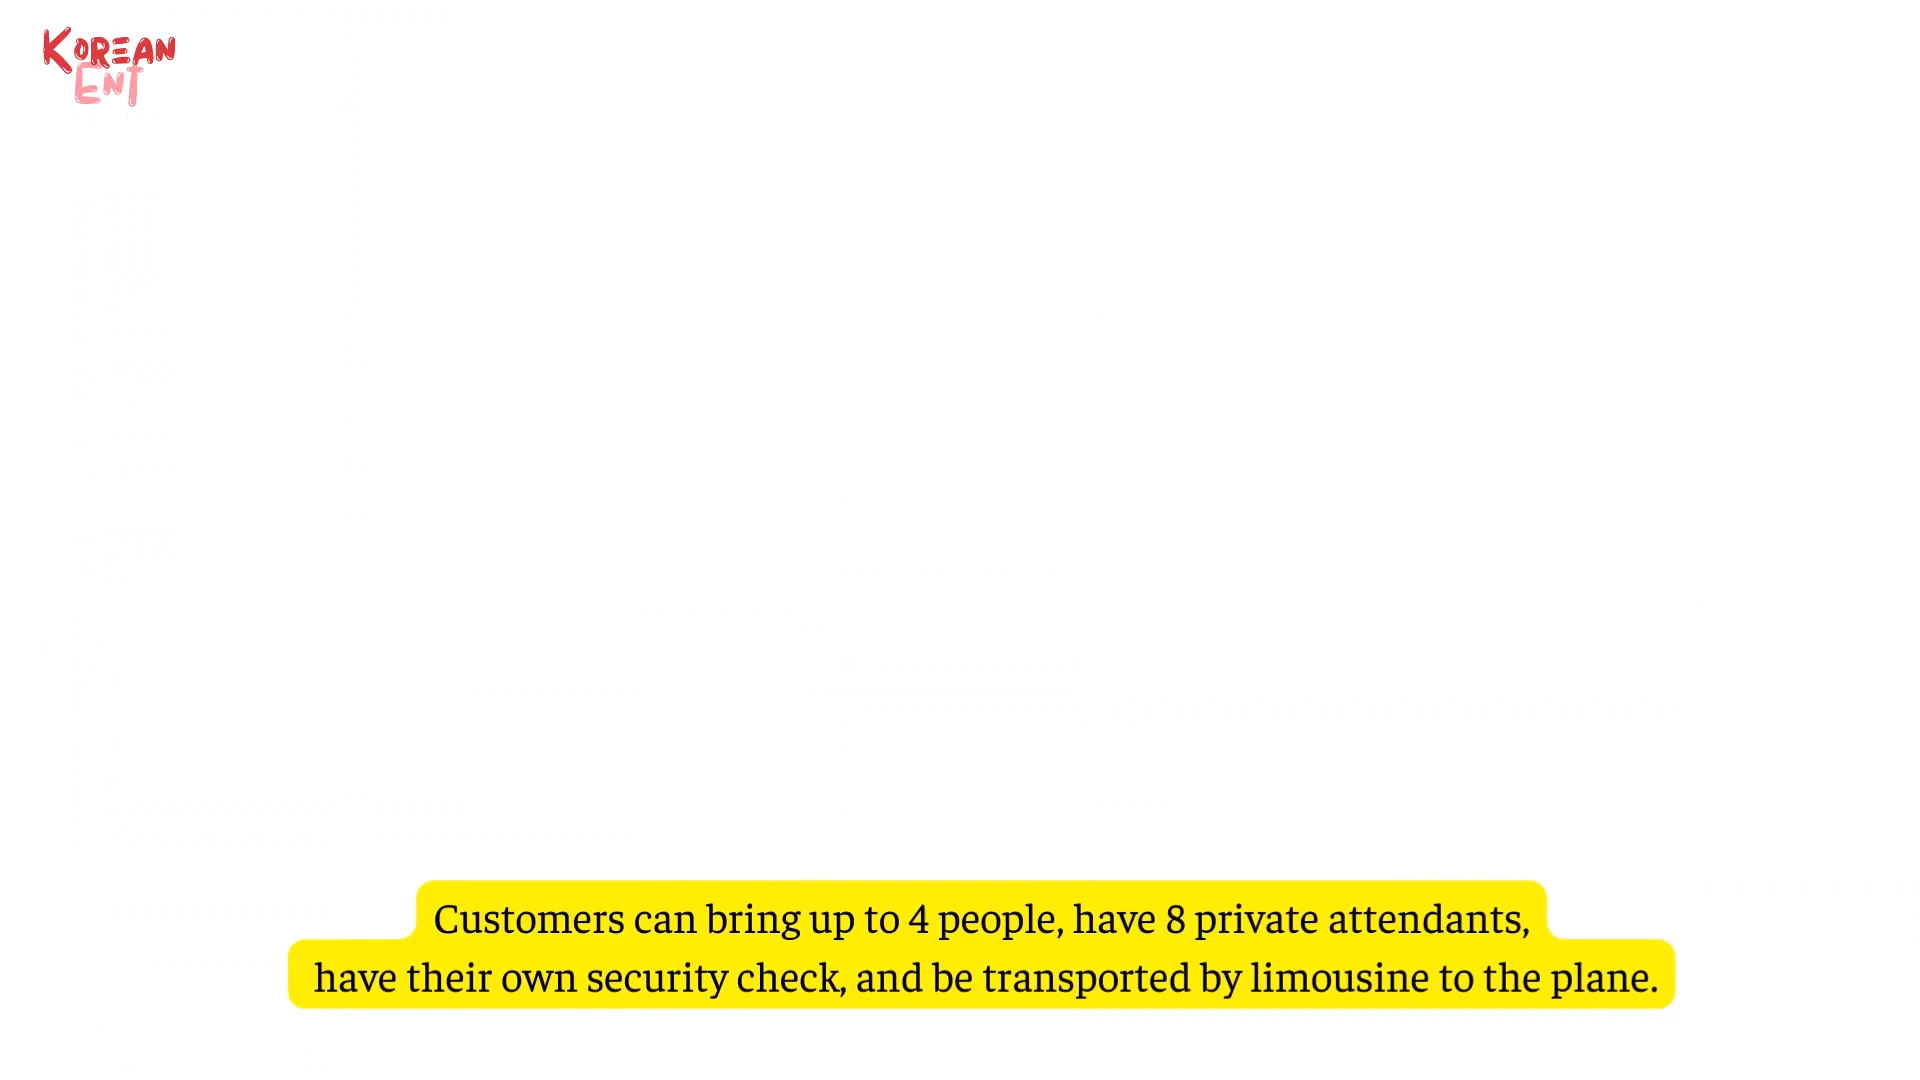 KOREAN
ENT
Customers can bring up to 4 people, have 8 private attendants,
have their own security check, and be transported by limousine to the plane.